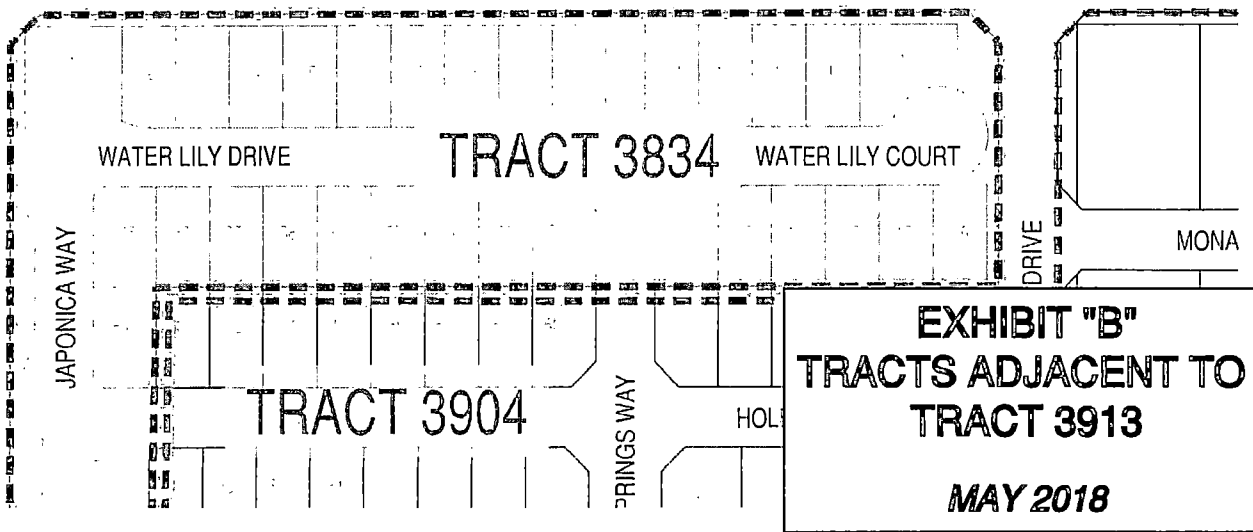 WATER LILY DRIVE
TRACT 3834
WATER LILY COURT
JAPONICA WAY
DRIVE
MONA
TRACT 3904
PRINGS WAY
HOL
EXHIBIT "B"
TRACTS ADJACENT TO
TRACT 3913
MAY 2018